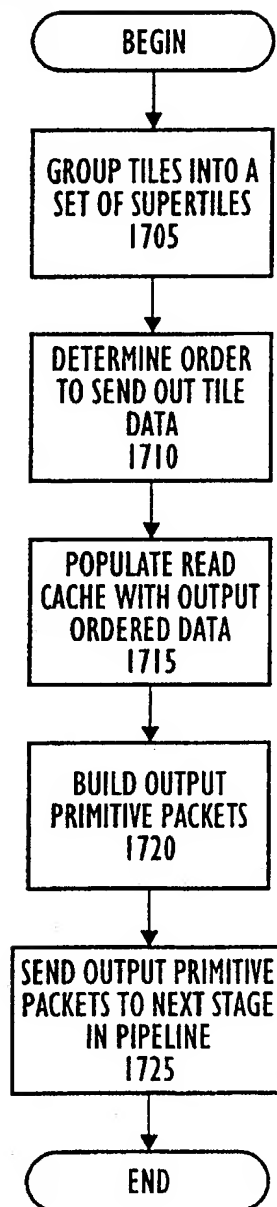 BEGIN
GROUP TILES INTO A
SET OF SUPERTILES
1705
DETERMINE ORDER
TO SEND OUT TILE
DATA
1710
POPULATE READ
CACHE WITH OUTPUT
ORDERED DATA
1715
BUILD OUTPUT
PRIMITIVE PACKETS
1720
SEND OUTPUT PRIMITIVE
PACKETS TO NEXT STAGE
IN PIPELINE
1725
END